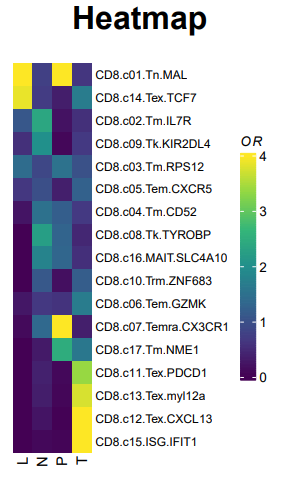 Heatmap
CD8.c01.Tn.MAL
CD8.c14.Tex.TCF7
CD8.c02.Tm.IL7R
CD8.c09.Tk.KIR2DL4
CD8.c03.Tm.RPS12
CD8.c05.Tem.CXCR5
CD8.c04.Tm.CD52
CD8.c08.Tk.TYROBP
CD8.c16.MAIT.SLC4A10
CD8.c10.Trm.ZNF683
CD8.c06.Tem.GZMK
CD8.c07.Temra.CX3CR1
CD8.c17.Tm.NME1
CD8.c11.Tex.PDCD1
CD8.c13.Tex.myl12a
CD8.c12.Tex.CXCL13
CD8.c15.ISG.IFIT1
L N P T
OR
4
3
2
1
0